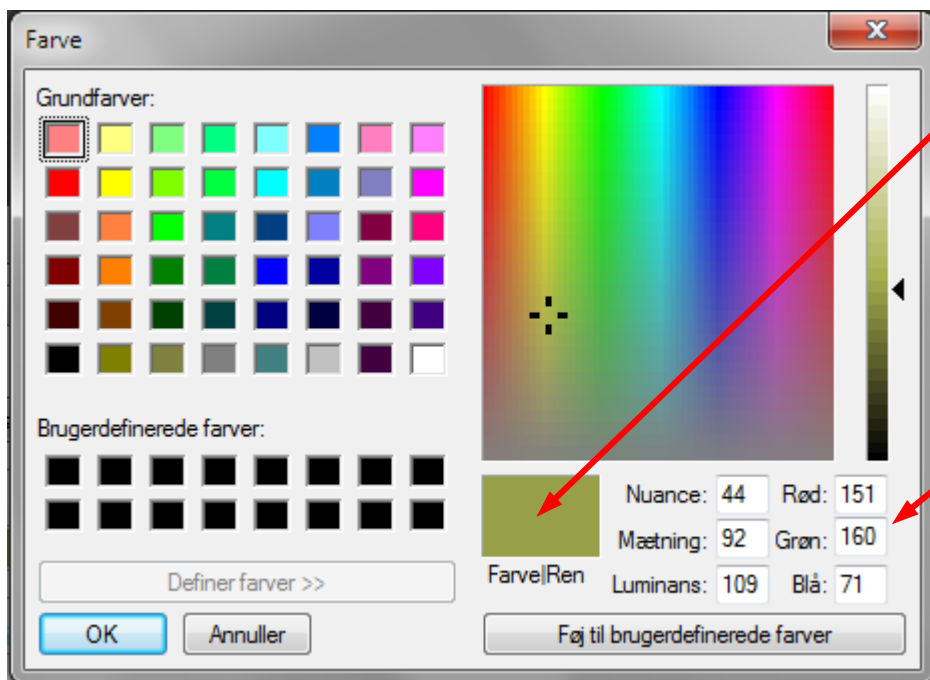 Farve
Grundfarver:
Brugerdefinerede farver:
Definer farver >>
OK Annuller
Farve|Ren
Nuance: 44 Rød: 151
Mætning: 92 Grøn: 160
Luminans: 109 Blå: 71
Føj til brugerdefinerede farver